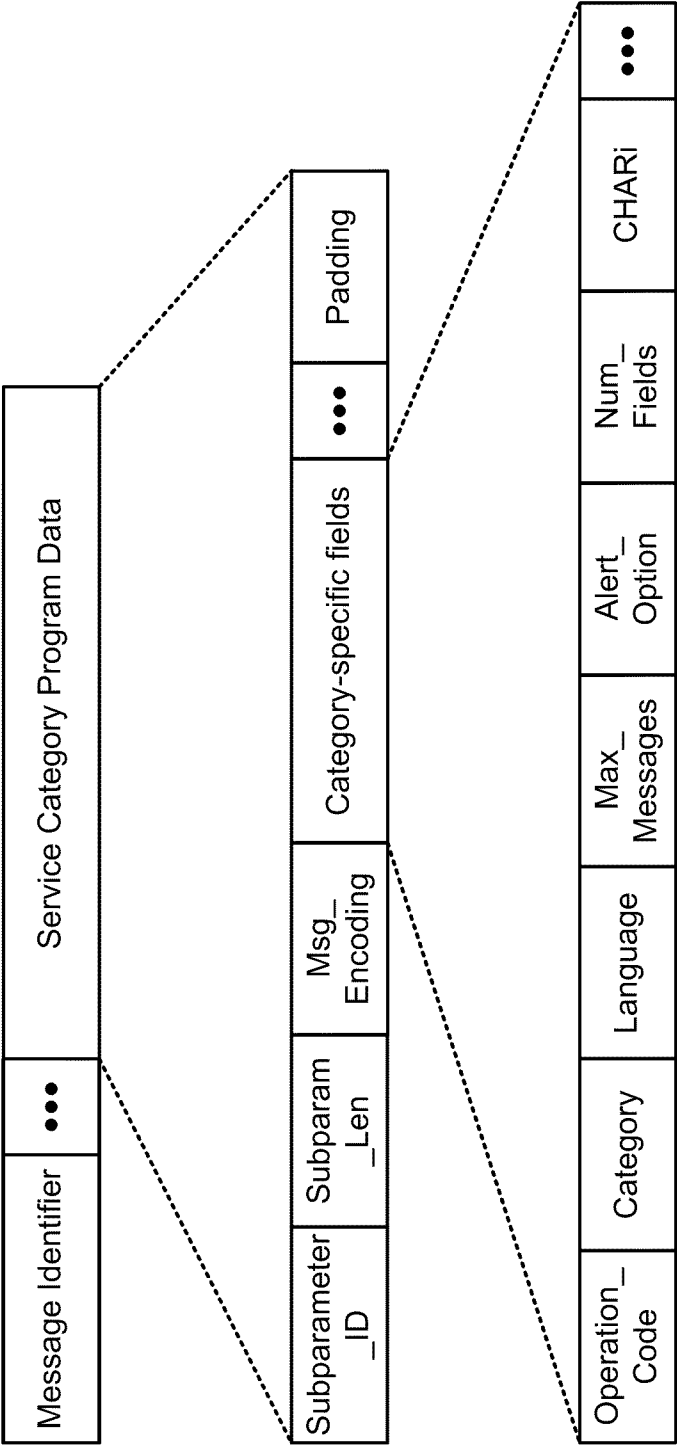 Message Identifier
•••
Service Category Program Data
Subparameter
_ID
Subparam
_Len
Msg_
Encoding
Category-specific fields
•••
Padding
Operation_
Code
Category
Language
Max_
Messages
Alert_
Option
Num_
Fields
CHARi
•••